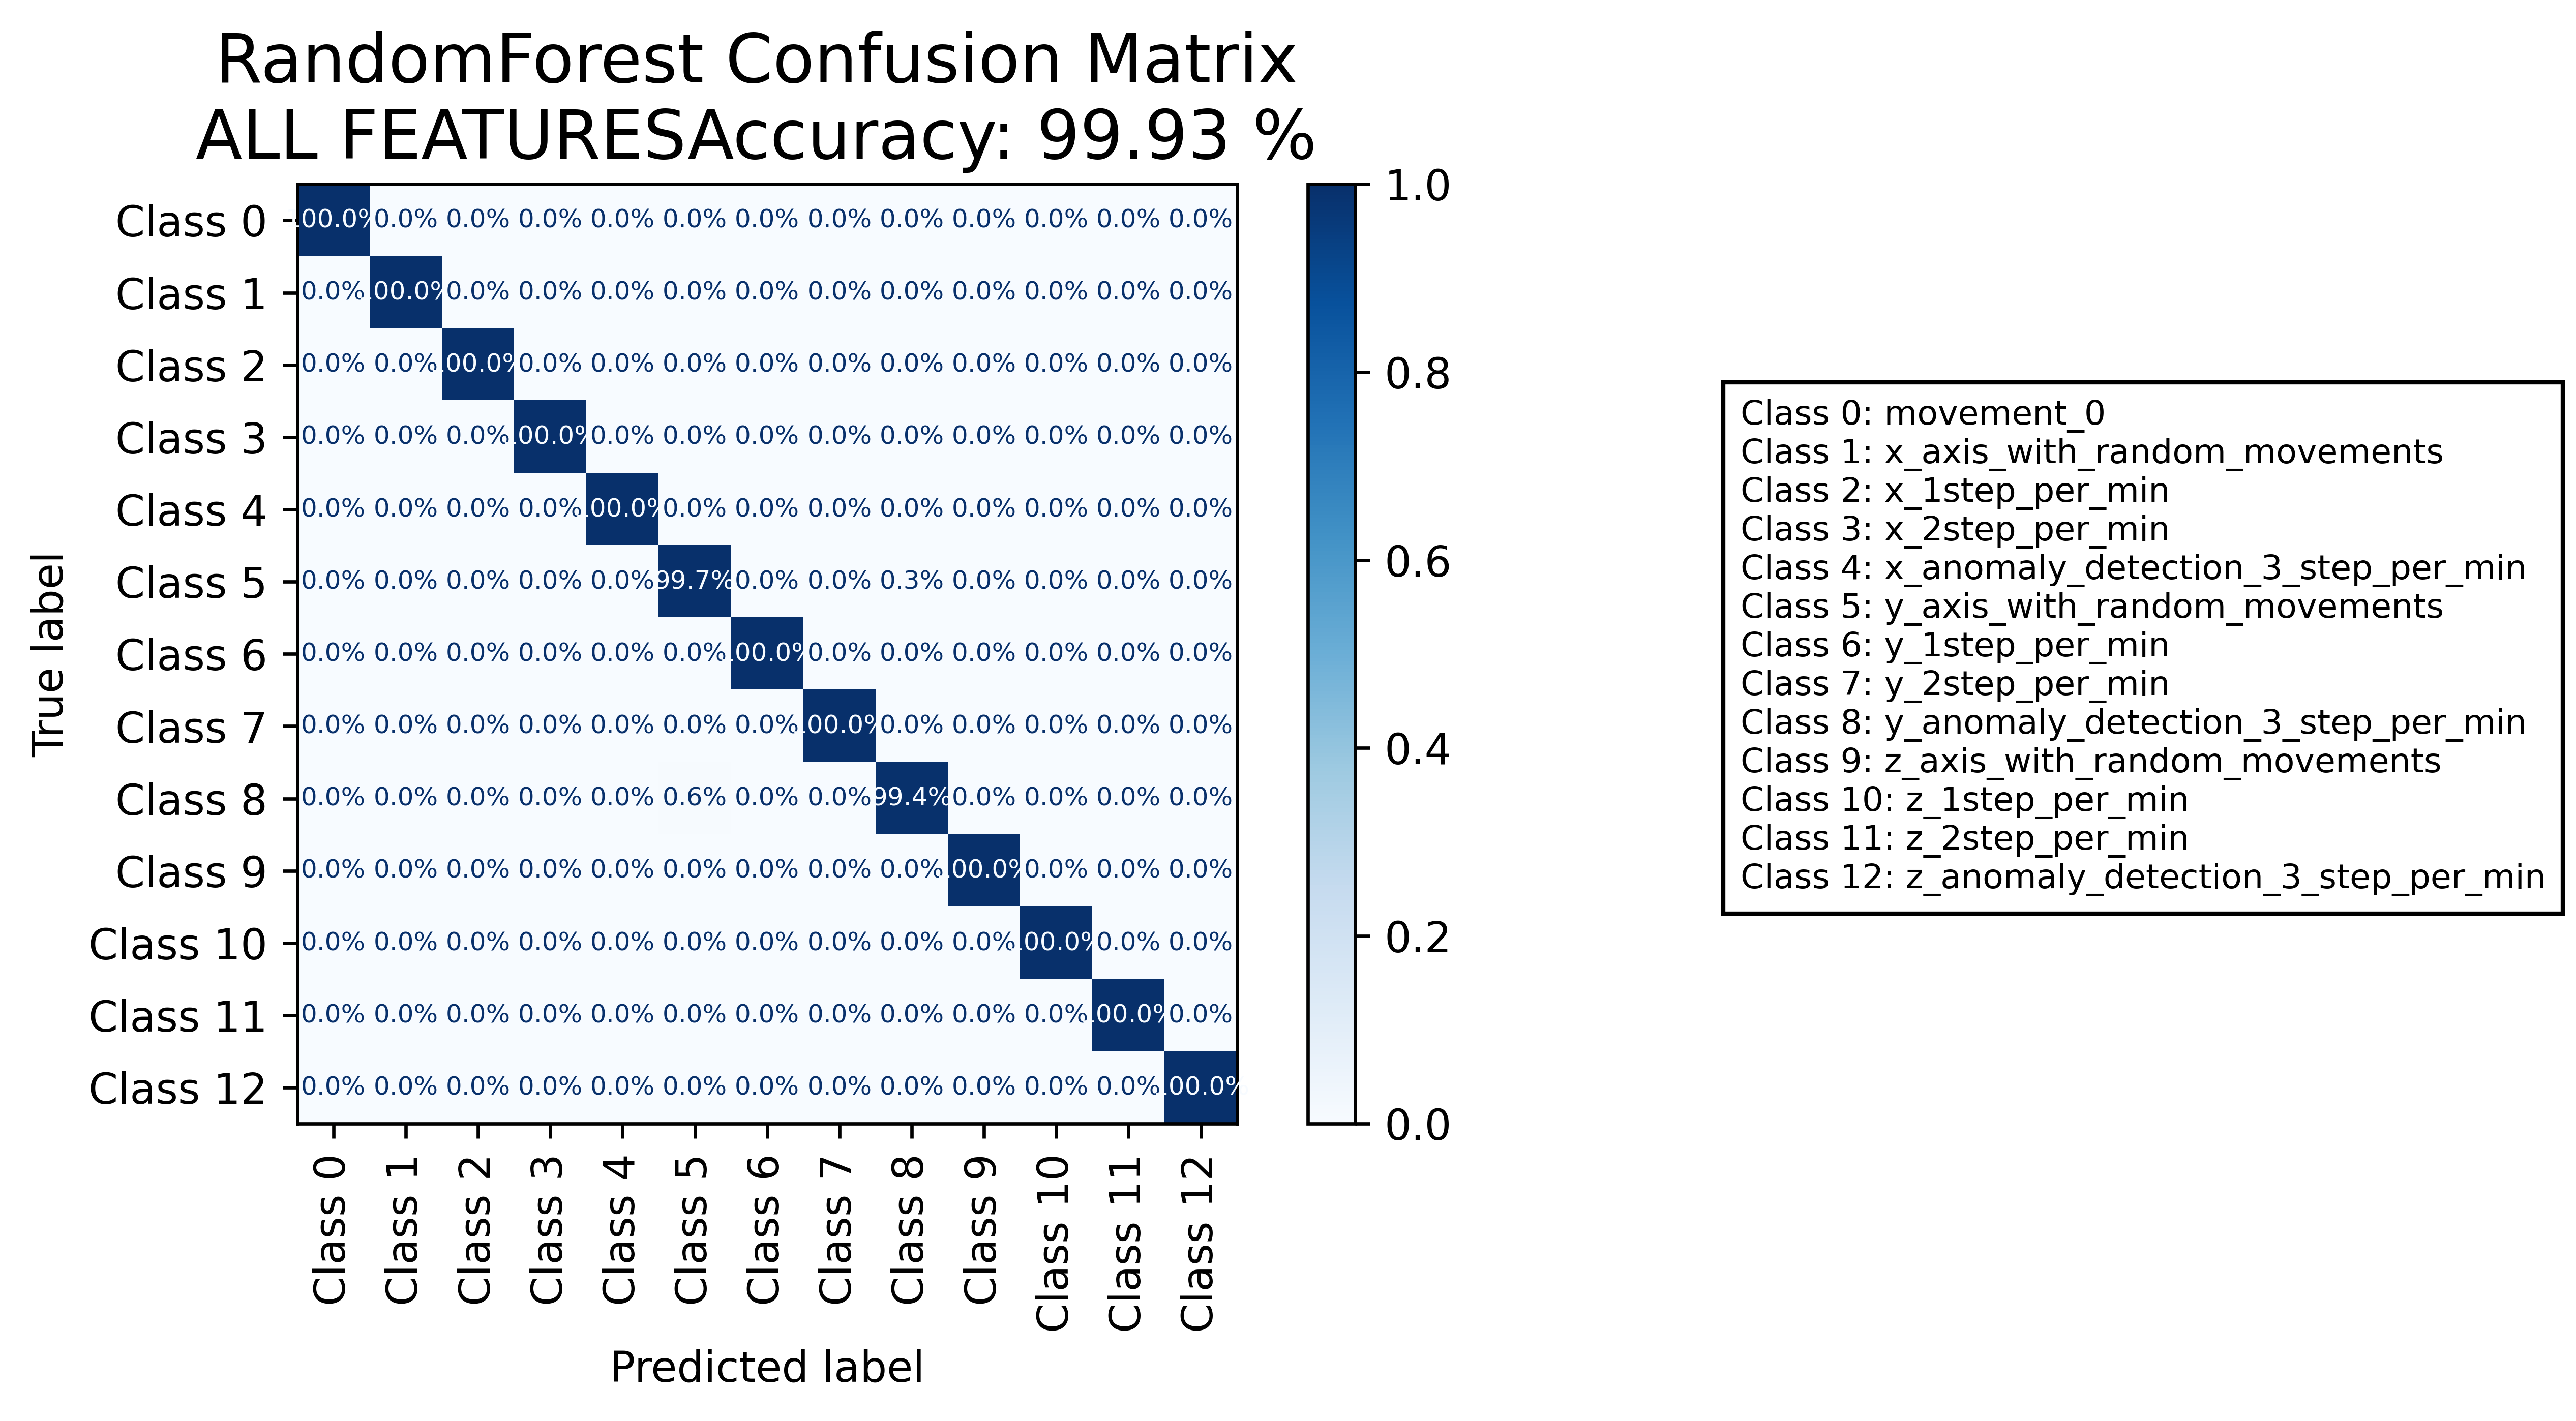 RandomForest Confusion Matrix
ALL FEATURESAccuracy: 99.93 %
Class 0 100.0% 0.0% 0.0% 0.0% 0.0% 0.0% 0.0% 0.0% 0.0% 0.0% 0.0% 0.0% 0.0%
Class 1 0.0% 100.0% 0.0% 0.0% 0.0% 0.0% 0.0% 0.0% 0.0% 0.0% 0.0% 0.0% 0.0%
Class 2 0.0% 0.0% 100.0% 0.0% 0.0% 0.0% 0.0% 0.0% 0.0% 0.0% 0.0% 0.0% 0.0%
Class 3 0.0% 0.0% 0.0% 100.0% 0.0% 0.0% 0.0% 0.0% 0.0% 0.0% 0.0% 0.0% 0.0%
Class 4 0.0% 0.0% 0.0% 0.0% 100.0% 0.0% 0.0% 0.0% 0.0% 0.0% 0.0% 0.0% 0.0%
Class 5 0.0% 0.0% 0.0% 0.0% 0.0% 99.7% 0.0% 0.0% 0.3% 0.0% 0.0% 0.0% 0.0%
Class 6 0.0% 0.0% 0.0% 0.0% 0.0% 0.0% 100.0% 0.0% 0.0% 0.0% 0.0% 0.0% 0.0%
Class 7 0.0% 0.0% 0.0% 0.0% 0.0% 0.0% 0.0% 100.0% 0.0% 0.0% 0.0% 0.0% 0.0%
Class 8 0.0% 0.0% 0.0% 0.0% 0.0% 0.6% 0.0% 0.0% 99.4% 0.0% 0.0% 0.0% 0.0%
Class 9 0.0% 0.0% 0.0% 0.0% 0.0% 0.0% 0.0% 0.0% 0.0% 100.0% 0.0% 0.0% 0.0%
Class 10 0.0% 0.0% 0.0% 0.0% 0.0% 0.0% 0.0% 0.0% 0.0% 0.0% 100.0% 0.0% 0.0%
Class 11 0.0% 0.0% 0.0% 0.0% 0.0% 0.0% 0.0% 0.0% 0.0% 0.0% 0.0% 100.0% 0.0%
Class 12 0.0% 0.0% 0.0% 0.0% 0.0% 0.0% 0.0% 0.0% 0.0% 0.0% 0.0% 0.0% 100.0%
True label
Class 0
Class 1
Class 2
Class 3
Class 4
Class 5
Class 6
Class 7
Class 8
Class 9
Class 10
Class 11
Class 12
Predicted label
1.0
0.8
0.6
0.4
0.2
0.0
Class 0: movement_0
Class 1: x_axis_with_random_movements
Class 2: x_1step_per_min
Class 3: x_2step_per_min
Class 4: x_anomaly_detection_3_step_per_min
Class 5: y_axis_with_random_movements
Class 6: y_1step_per_min
Class 7: y_2step_per_min
Class 8: y_anomaly_detection_3_step_per_min
Class 9: z_axis_with_random_movements
Class 10: z_1step_per_min
Class 11: z_2step_per_min
Class 12: z_anomaly_detection_3_step_per_min